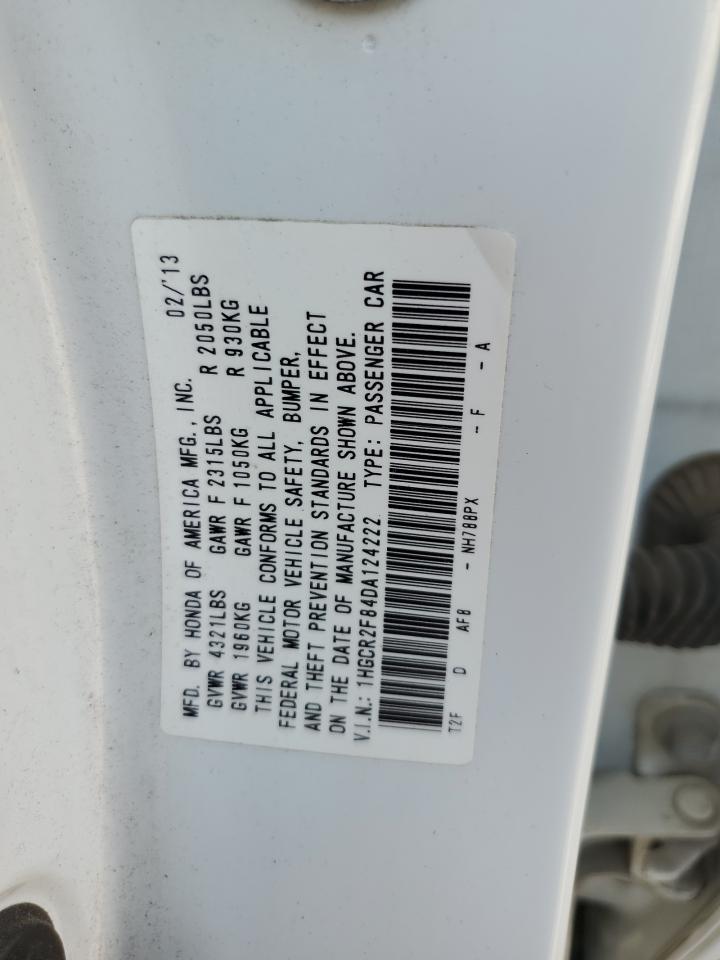 MFD. BY HONDA OF AMERICA MFG., INC. 02/'13
GVWR 4321LBS GAWR F 2315LBS R 2050LBS
GVWR 1960KG GAWR F 1050KG R 930KG
THIS VEHICLE CONFORMS TO ALL APPLICABLE
FEDERAL MOTOR VEHICLE SAFETY, BUMPER,
AND THEFT PREVENTION STANDARDS IN EFFECT
ON THE DATE OF MANUFACTURE SHOWN ABOVE.
V.I.N.: 1HGCR2F84DA124222 TYPE: PASSENGER CAR
T2F D AF8 - NH788PX - F - A